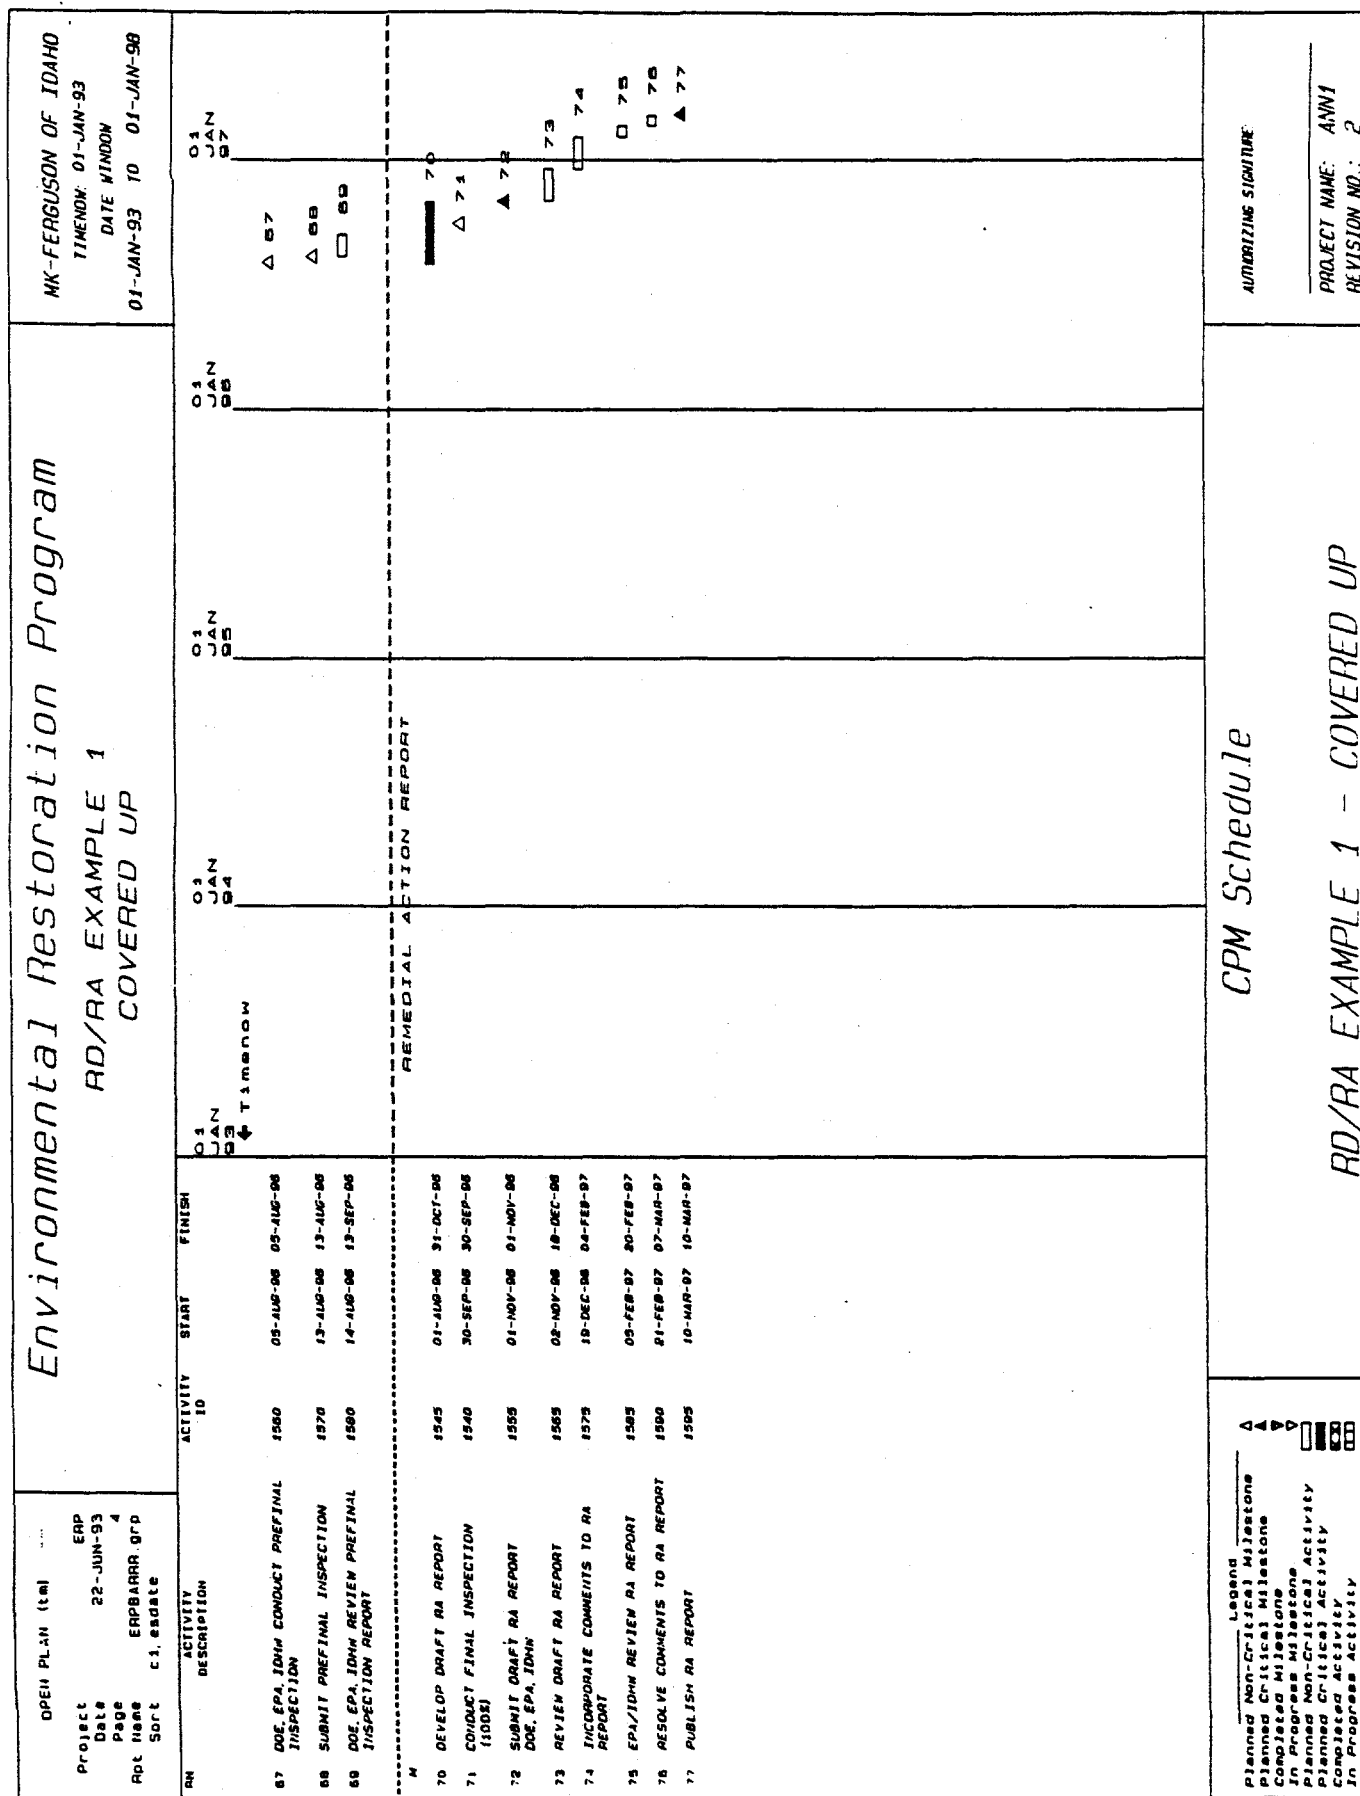 OPEN PLAN (tm)
Project ERP
Date 22-JUN-93
Page 4
Rpt Name ERPBARRA.grp
Sort c1, esdate
Environmental Restoration Program
RD/RA EXAMPLE 1
COVERED UP
MK-FERGUSON OF IDAHO
TIMENOW: 01-JAN-93
DATE WINDOW
01-JAN-93 TO 01-JAN-98
RN ACTIVITY DESCRIPTION ACTIVITY ID START FINISH
01 JAN 93
01 JAN 94
01 JAN 95
01 JAN 96
01 JAN 97
Timenow
67 DOE, EPA, IDHW CONDUCT PREFINAL 1560 05-AUG-96 05-AUG-96 67
INSPECTION
68 SUBMIT PREFINAL INSPECTION 1570 13-AUG-96 13-AUG-96 68
69 DOE, EPA, IDHW REVIEW PREFINAL 1580 14-AUG-96 13-SEP-96 69
INSPECTION REPORT
M REMEDIAL ACTION REPORT
70 DEVELOP DRAFT RA REPORT 1545 01-AUG-96 31-OCT-96 70
71 CONDUCT FINAL INSPECTION 1540 30-SEP-96 30-SEP-96 71
(100%)
72 SUBMIT DRAFT RA REPORT 1555 01-NOV-96 01-NOV-96 72
DOE, EPA, IDHW
73 REVIEW DRAFT RA REPORT 1565 02-NOV-96 18-DEC-96 73
74 INCORPORATE COMMENTS TO RA 1575 19-DEC-96 04-FEB-97 74
REPORT
75 EPA/IDHW REVIEW RA REPORT 1585 05-FEB-97 20-FEB-97 75
76 RESOLVE COMMENTS TO RA REPORT 1590 21-FEB-97 07-MAR-97 76
77 PUBLISH RA REPORT 1595 10-MAR-97 10-MAR-97 77
Legend
Planned Non-Critical Milestone
Planned Critical Milestone
Completed Milestone
In Progress Milestone
Planned Non-Critical Activity
Planned Critical Activity
Completed Activity
In Progress Activity
CPM Schedule
RD/RA EXAMPLE 1 - COVERED UP
AUTHORIZING SIGNATURE:
PROJECT NAME: ANN1
REVISION NO.: 2